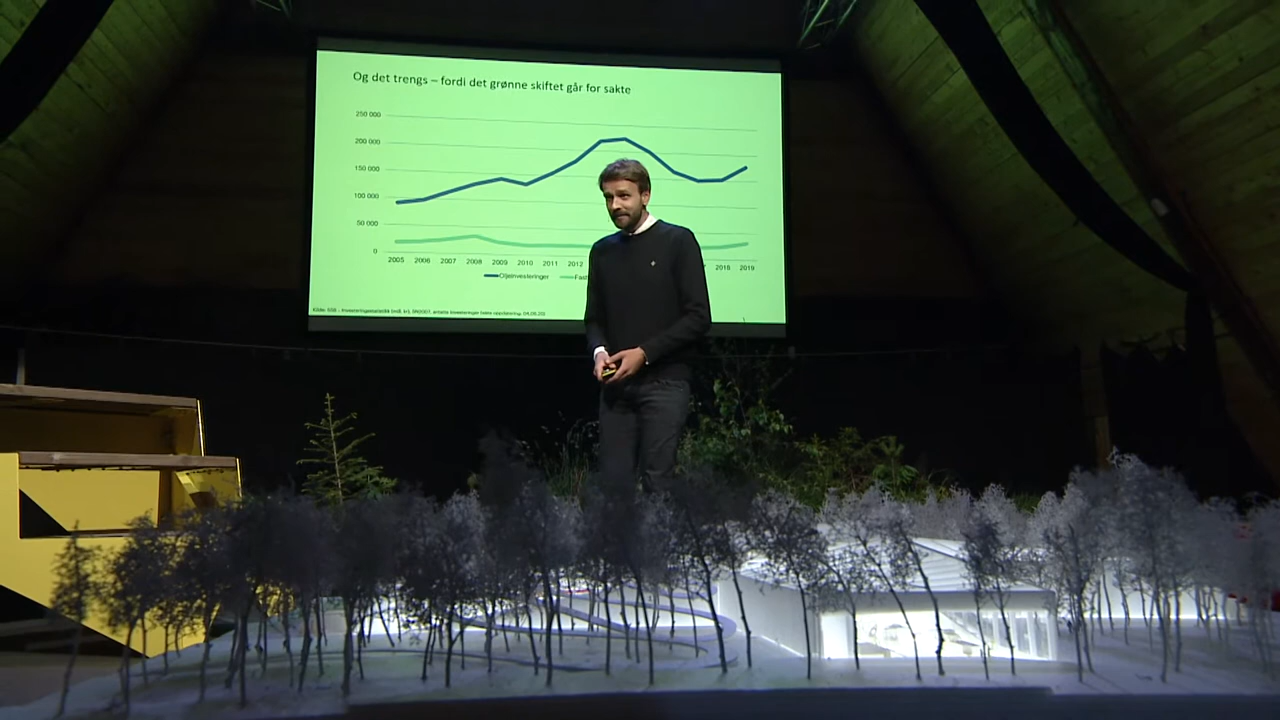 Og det trengs – fordi det grønne skiftet går for sakte
250 000
200 000
150 000
100 000
50 000
0
2005 2006 2007 2008 2009 2010 2011 2012 2018 2019
Oljeinvesteringer Fast